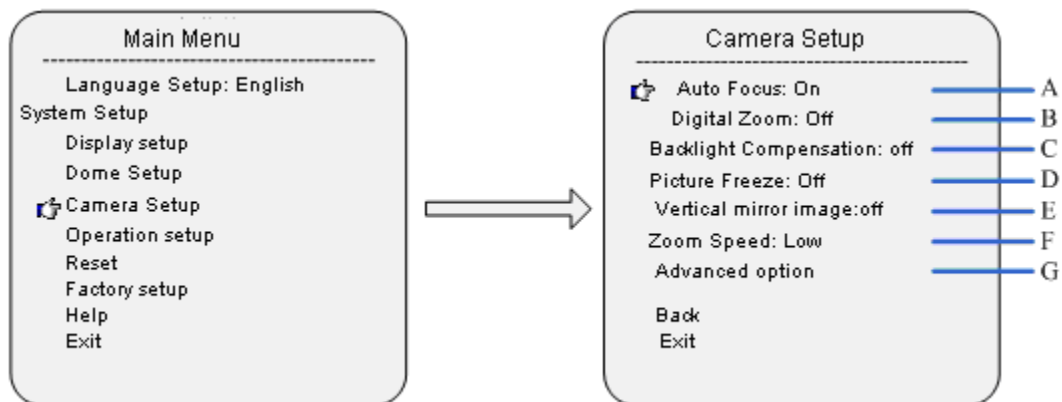 Main Menu
Language Setup: English
System Setup
Display setup
Dome Setup
Camera Setup
Operation setup
Reset
Factory setup
Help
Exit
Camera Setup
Auto Focus: On
A
Digital Zoom: Off
B
Backlight Compensation: off
C
Picture Freeze: Off
D
Vertical mirror image:off
E
Zoom Speed: Low
F
Advanced option
G
Back
Exit